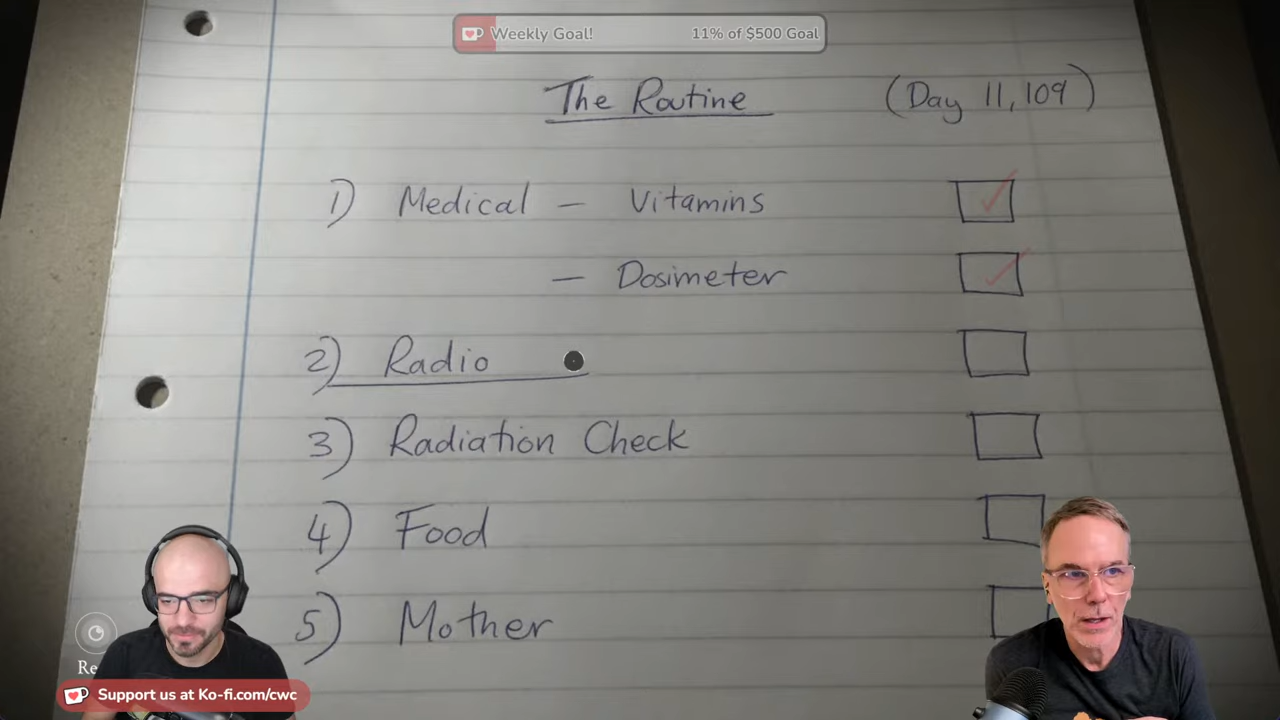 Weekly Goal! 11% of $500 Goal
The Routine (Day 11,109)
1) Medical — Vitamins
— Dosimeter
2) Radio
3) Radiation Check
4) Food
5) Mother
Support us at Ko-fi.com/cwc